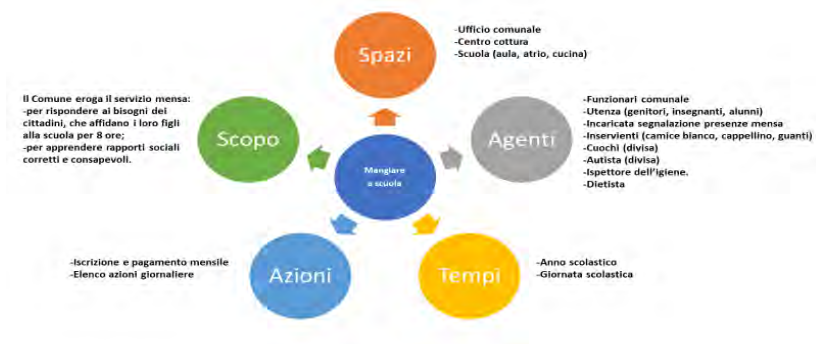 Spazi
-Ufficio comunale
-Centro cottura
-Scuola (aula, atrio, cucina)
Il Comune eroga il servizio mensa:
-per rispondere ai bisogni dei
cittadini, che affidano i loro figli
alla scuola per 8 ore;
-per apprendere rapporti sociali
corretti e consapevoli.
Scopo
Mangiare
a scuola
Agenti
-Funzionari comunale
-Utenza (genitori, insegnanti, alunni)
-Incaricata segnalazione presenze mensa
-Inservienti (camice bianco, cappellino, guanti)
-Cuochi (divisa)
-Autista (divisa)
-Ispettore dell'igiene.
-Dietista
-Iscrizione e pagamento mensile
-Elenco azioni giornaliere
Azioni
Tempi
-Anno scolastico
-Giornata scolastica